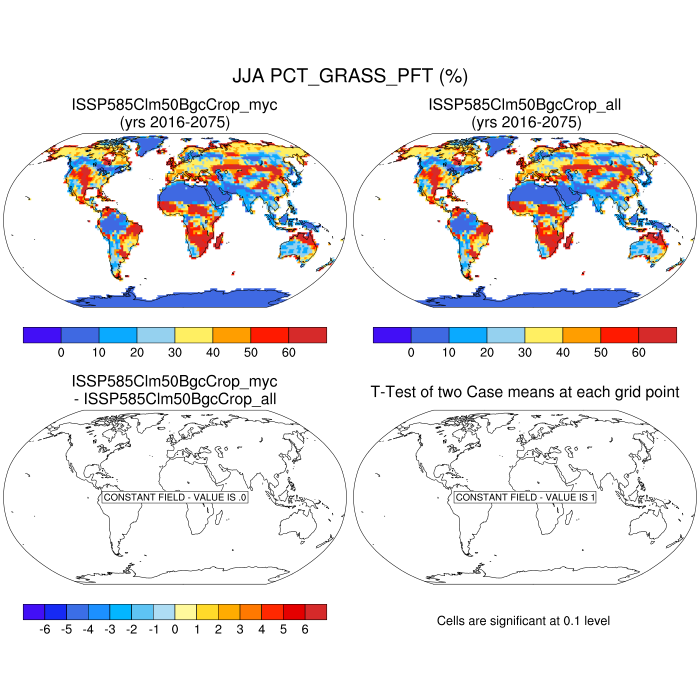 JJA PCT_GRASS_PFT (%)
ISSP585Clm50BgcCrop_myc
(yrs 2016-2075)
ISSP585Clm50BgcCrop_all
(yrs 2016-2075)
0 10 20 30 40 50 60
0 10 20 30 40 50 60
ISSP585Clm50BgcCrop_myc
- ISSP585Clm50BgcCrop_all
T-Test of two Case means at each grid point
CONSTANT FIELD - VALUE IS .0
CONSTANT FIELD - VALUE IS 1
-6 -5 -4 -3 -2 -1 0 1 2 3 4 5 6
Cells are significant at 0.1 level